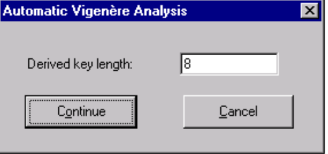 Automatic Vigenère Analysis
Derived key length: 8
Continue Cancel